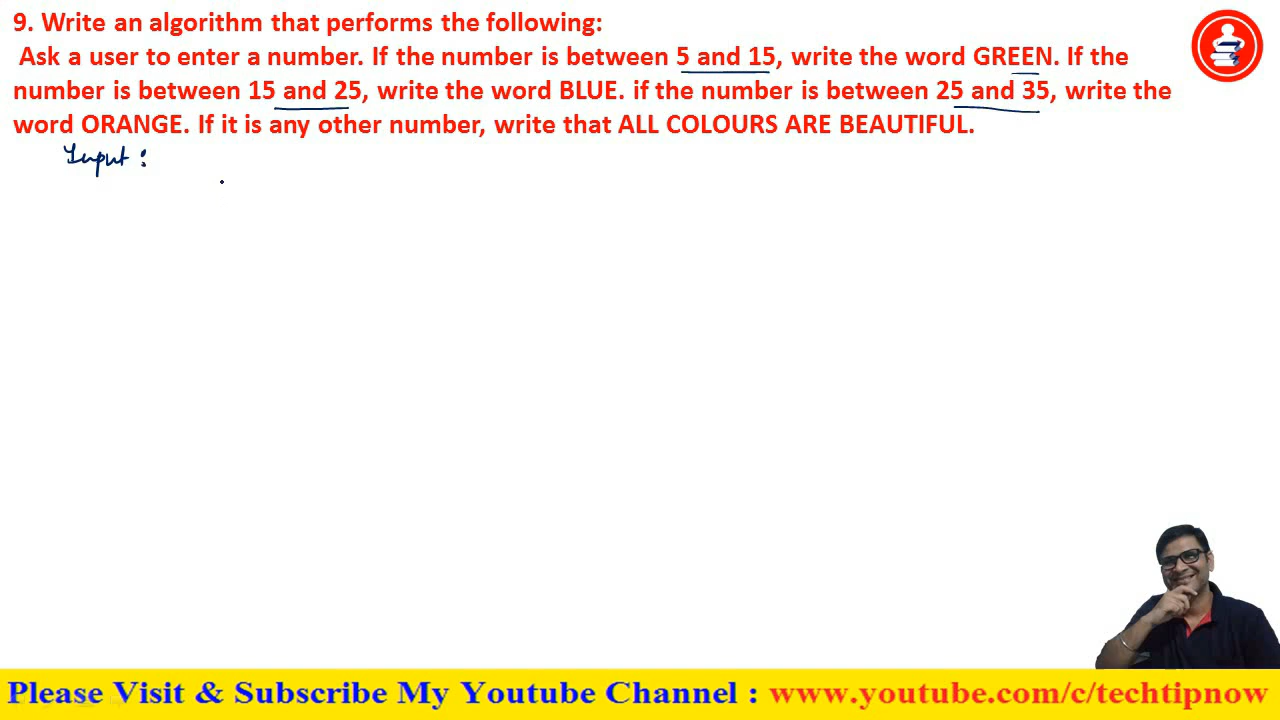 9. Write an algorithm that performs the following:
Ask a user to enter a number. If the number is between 5 and 15, write the word GREEN. If the
number is between 15 and 25, write the word BLUE. if the number is between 25 and 35, write the
word ORANGE. If it is any other number, write that ALL COLOURS ARE BEAUTIFUL.
Input :
Please Visit & Subscribe My Youtube Channel : www.youtube.com/c/techtipnow